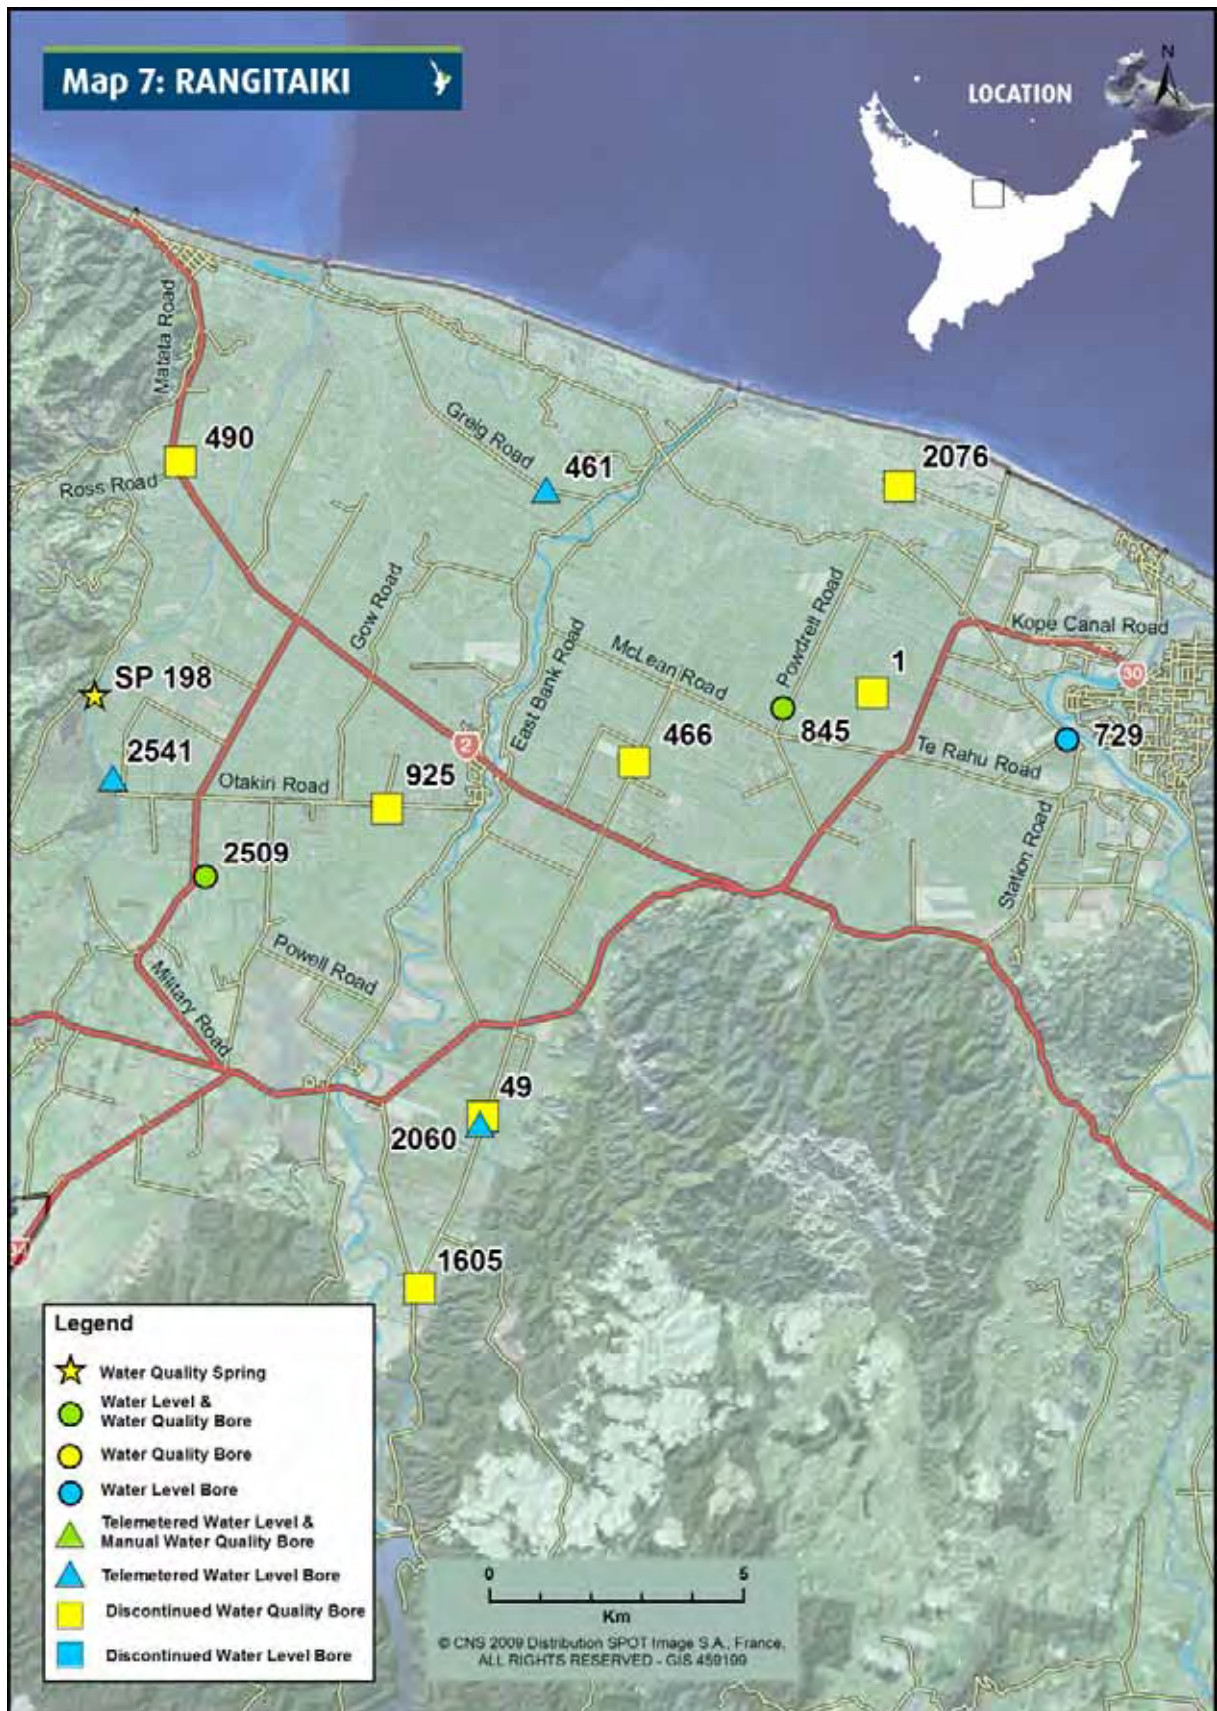 Map 7: RANGITAIKI
LOCATION
N
Matata Road
490
Ross Road
Greig Road
461
2076
Gow Road
East Bank Road
McLean Road
Powdrell Road
Kope Canal Road
30
1
SP 198
2541
Otakiri Road
925
2
466
845
Te Rahu Road
729
Station Road
2509
Powell Road
Military Road
49
2060
1605
34
Legend
Water Quality Spring
Water Level &
Water Quality Bore
Water Quality Bore
Water Level Bore
Telemetered Water Level &
Manual Water Quality Bore
Telemetered Water Level Bore
Discontinued Water Quality Bore
Discontinued Water Level Bore
0 5
Km
© CNS 2009 Distribution SPOT Image S.A., France,
ALL RIGHTS RESERVED - GIS 459199